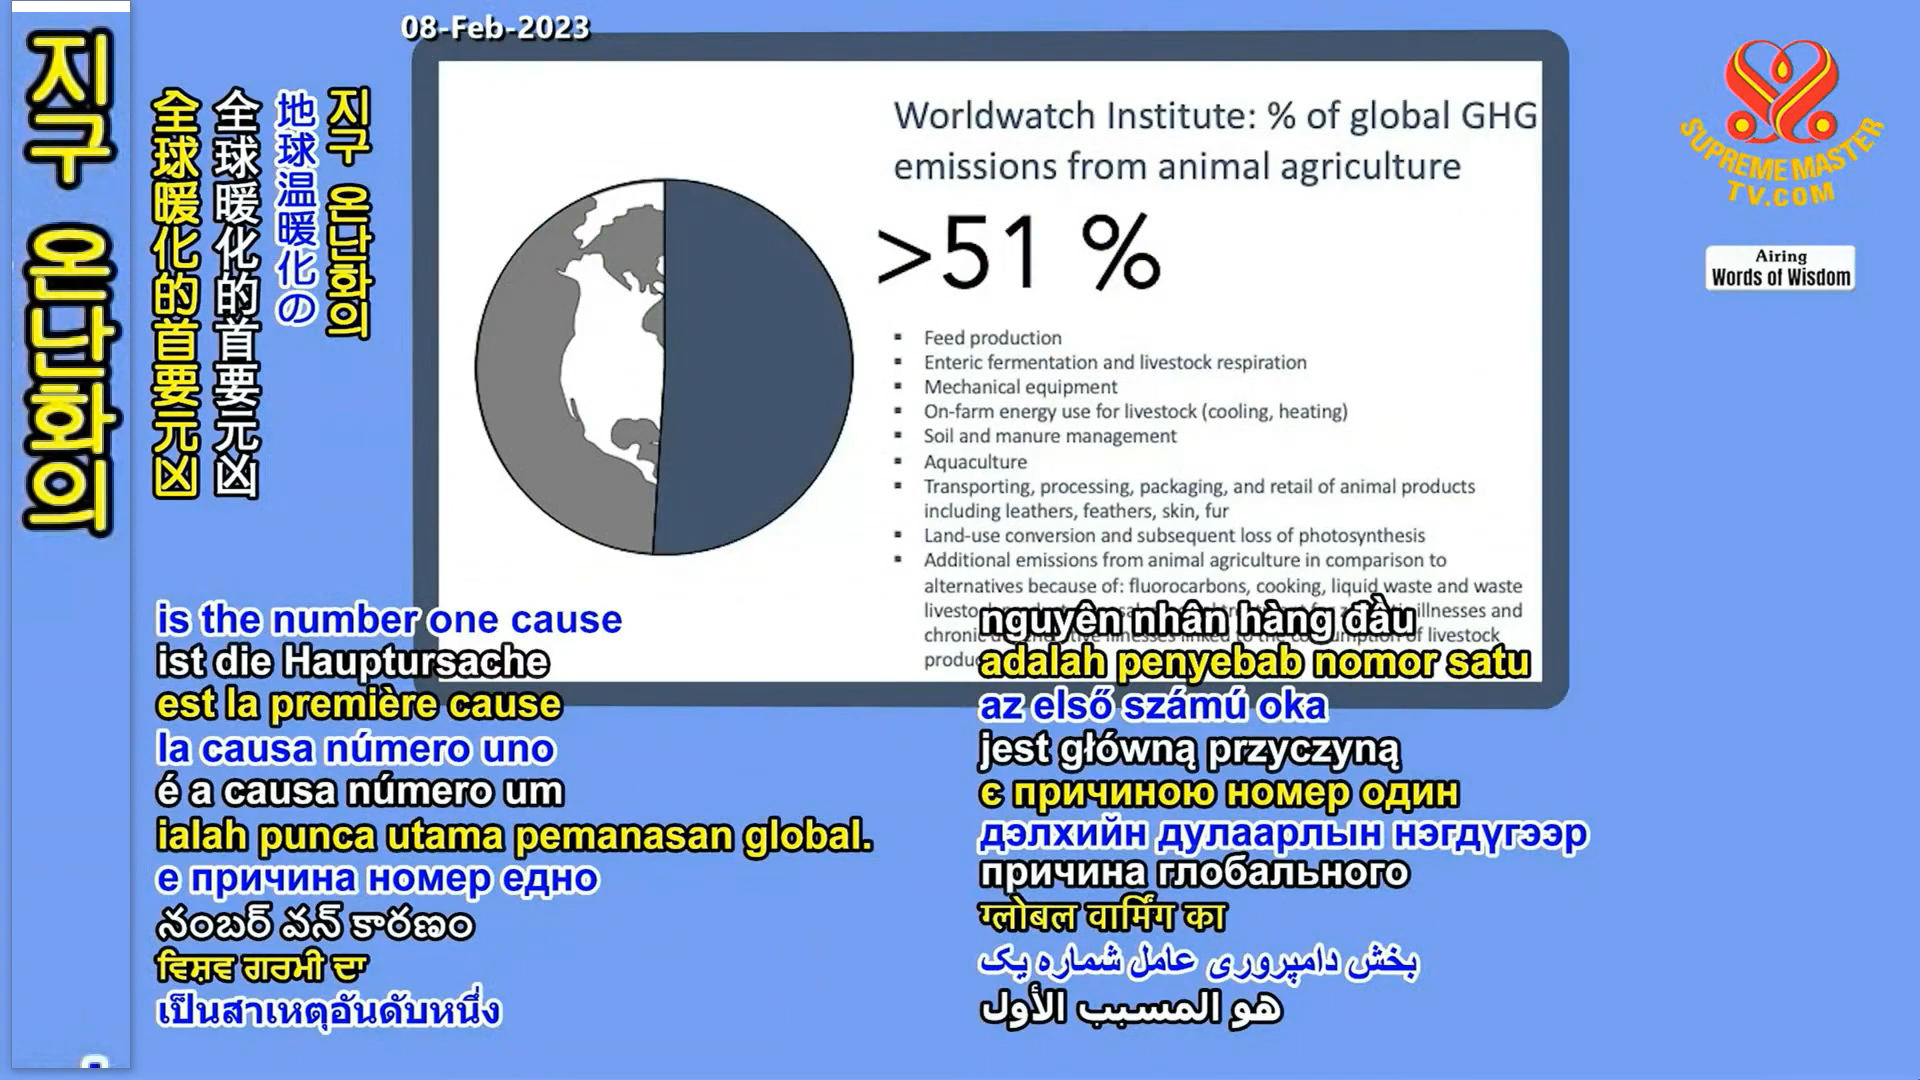 08-Feb-2023
지구 온난화의
全球暖化的首要元凶
全球暖化的首要元凶
地球温暖化の
지구 온난화의
Worldwatch Institute: % of global GHG
emissions from animal agriculture
>51 %
▪ Feed production
▪ Enteric fermentation and livestock respiration
▪ Mechanical equipment
▪ On-farm energy use for livestock (cooling, heating)
▪ Soil and manure management
▪ Aquaculture
▪ Transporting, processing, packaging, and retail of animal products
including leathers, feathers, skin, fur
▪ Land-use conversion and subsequent loss of photosynthesis
▪ Additional emissions from animal agriculture in comparison to
alternatives because of: fluorocarbons, cooking, liquid waste and waste
illnesses and
chronic of livestock
SUPREME MASTER
TV.COM
Airing
Words of Wisdom
is the number one cause
ist die Hauptursache
est la première cause
la causa número uno
é a causa número um
ialah punca utama pemanasan global.
е причина номер едно
నంబర్ వన్ కారణం
ਵਿਸ਼ਵ ਗਰਮੀ ਦਾ
เป็นสาเหตุอันดับหนึ่ง
nguyên nhân hàng đầu
adalah penyebab nomor satu
az első számú oka
jest główną przyczyną
є причиною номер один
дэлхийн дулаарлын нэгдүгээр
причина глобального
ग्लोबल वार्मिंग का
بخش دامپروری عامل شماره یک
هو المسبب الأول